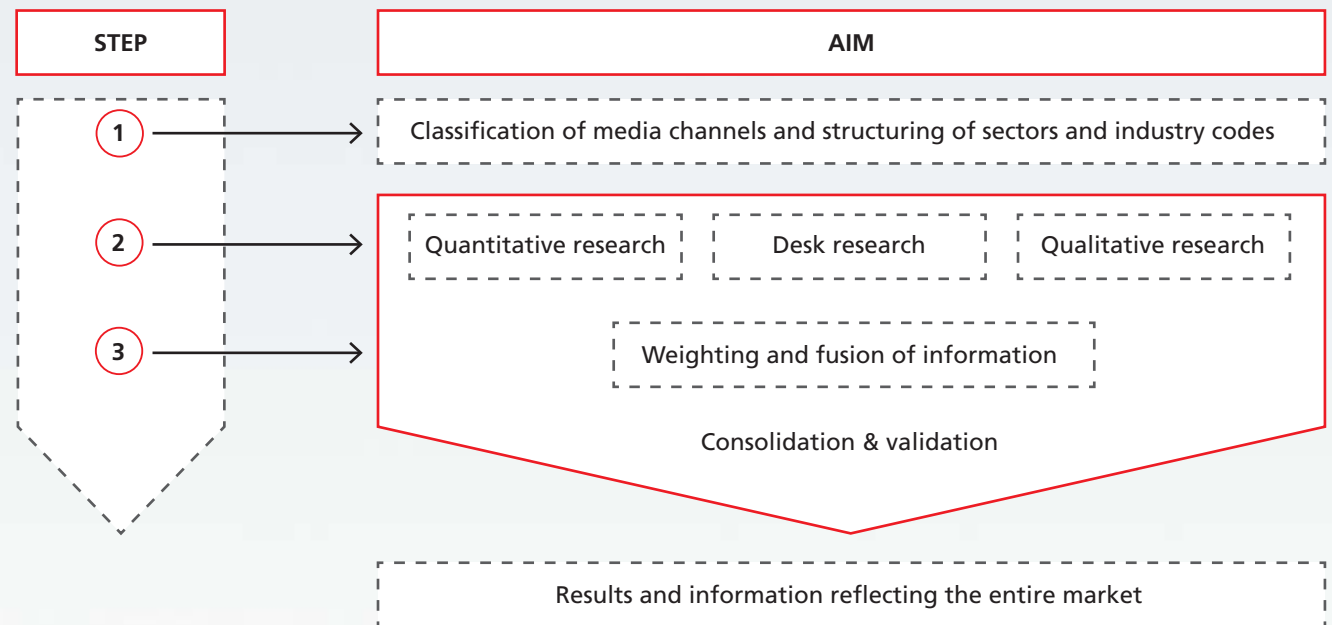 STEP
AIM
1
Classification of media channels and structuring of sectors and industry codes
2
Quantitative research
Desk research
Qualitative research
3
Weighting and fusion of information
Consolidation & validation
Results and information reflecting the entire market